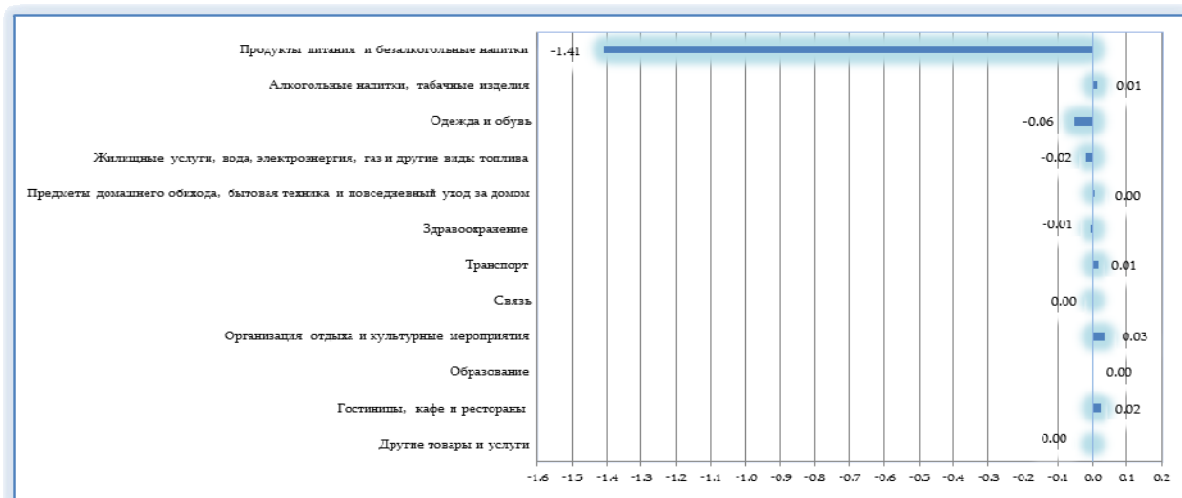 Продукты питания и безалкогольные напитки -1.41
Алкогольные напитки, табачные изделия 0.01
Одежда и обувь -0.06
Жилищные услуги, вода, электроэнергия, газ и другие виды топлива -0.02
Предметы домашнего обихода, бытовая техника и повседневный уход за домом 0.00
Здравоохранение -0.01
Транспорт 0.01
Связь 0.00
Организация отдыха и культурные мероприятия 0.03
Образование 0.00
Гостиницы, кафе и рестораны 0.02
Другие товары и услуги 0.00
-1.6 -1.5 -1.4 -1.3 -1.2 -1.1 -1.0 -0.9 -0.8 -0.7 -0.6 -0.5 -0.4 -0.3 -0.2 -0.1 0.0 0.1 0.2